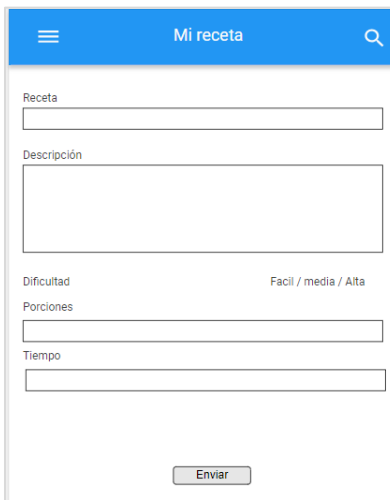 Mi receta
Receta
Descripción
Dificultad Facil / media / Alta
Porciones
Tiempo
Enviar